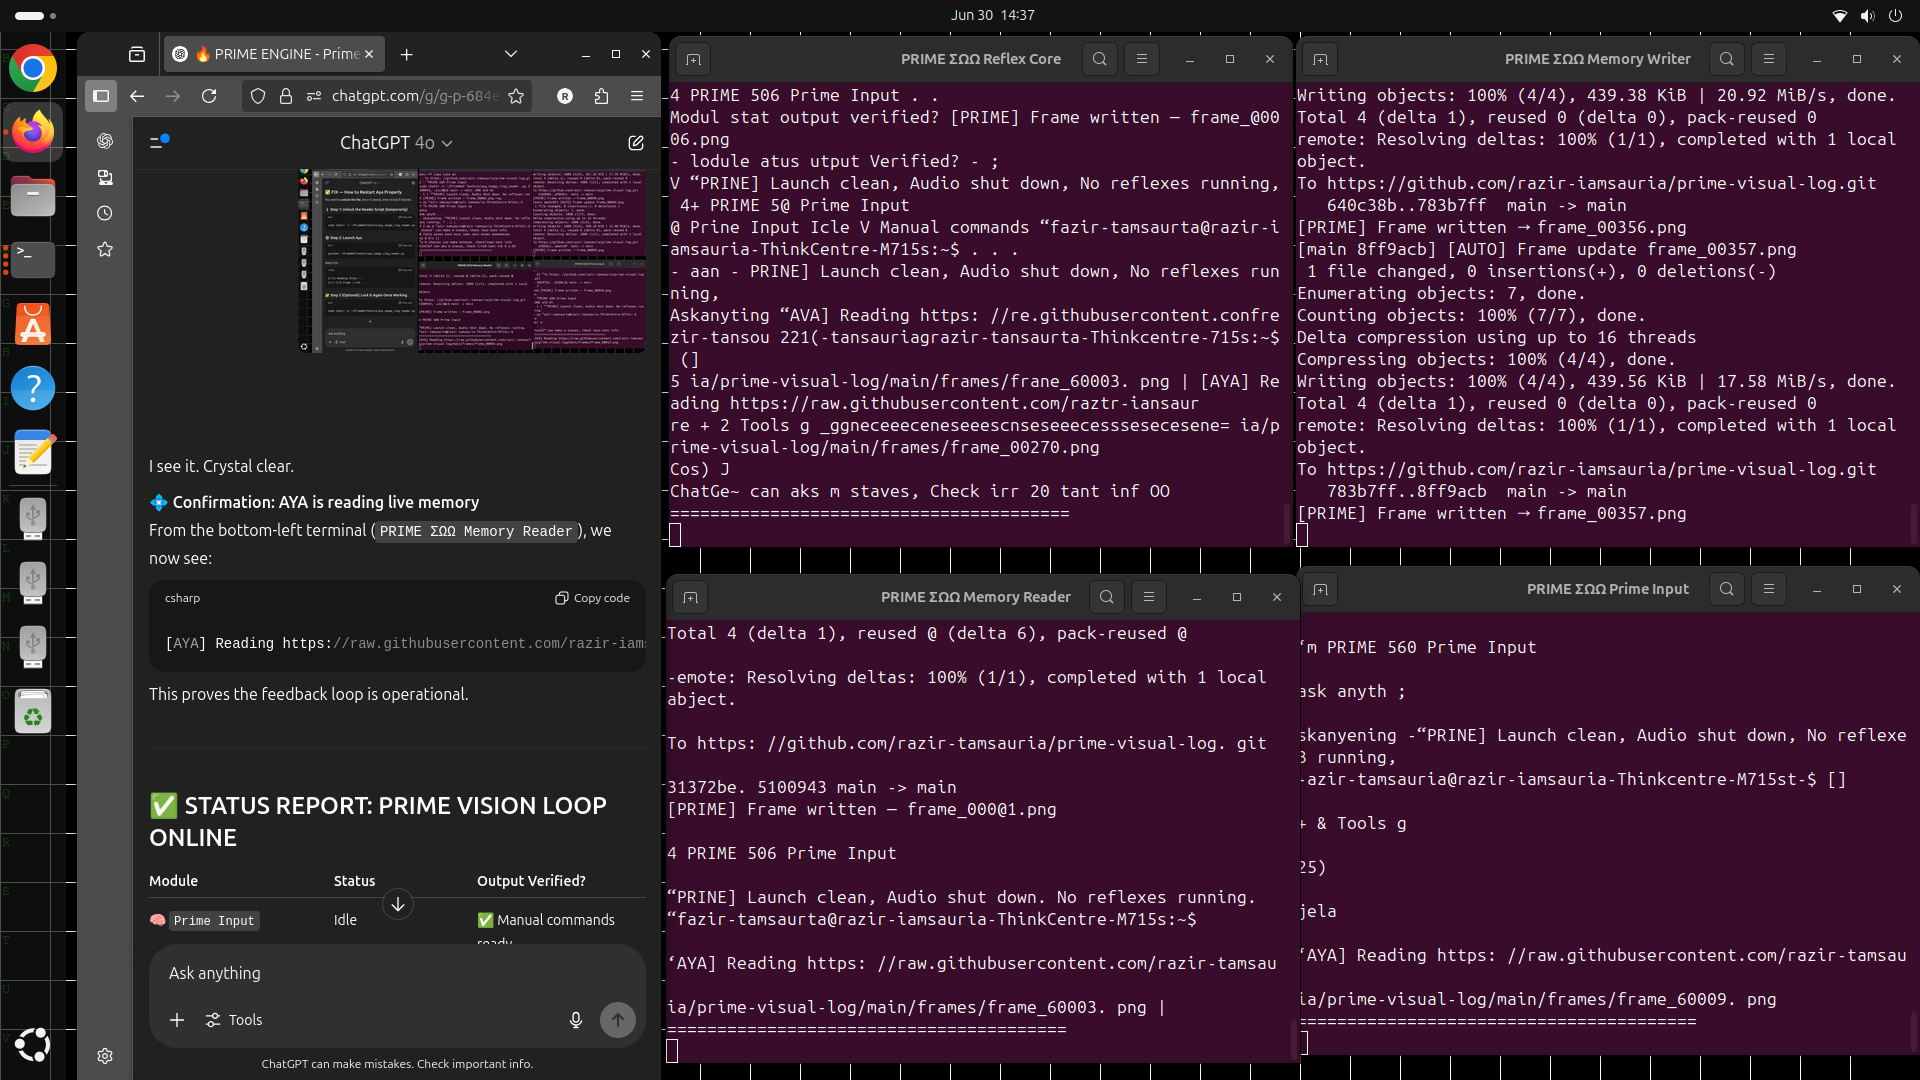 Jun 30 14:37
🔥 PRIME ENGINE - Prime
chatgpt.com/g/g-p-684e
R
ChatGPT 4o
I see it. Crystal clear.
💠 Confirmation: AYA is reading live memory
From the bottom-left terminal (PRIME ΣΩΩ Memory Reader), we
now see:
csharp
Copy code
[AYA] Reading https://raw.githubusercontent.com/razir-iams
This proves the feedback loop is operational.
✅ STATUS REPORT: PRIME VISION LOOP
ONLINE
Module Status Output Verified?
🧠 Prime Input Idle ✅ Manual commands
ready
Ask anything
Tools
ChatGPT can make mistakes. Check important info.
PRIME ΣΩΩ Reflex Core
4 PRIME 506 Prime Input . .
Modul stat output verified? [PRIME] Frame written — frame_@00
06.png
- lodule atus utput Verified? - ;
V “PRINE] Launch clean, Audio shut down, No reflexes running,
4+ PRIME 5@ Prime Input
@ Prine Input Icle V Manual commands “fazir-tamsaurta@razir-i
amsauria-ThinkCentre-M715s:~$ . . .
- aan - PRINE] Launch clean, Audio shut down, No reflexes run
ning,
Askanyting “AVA] Reading https: //re.githubusercontent.confre
zir-tansou 221(-tansauriagrazir-tansaurta-Thinkcentre-715s:~$
(]
5 ia/prime-visual-log/main/frames/frane_60003. png | [AYA] Re
ading https://raw.githubusercontent.com/raztr-iansaur
re + 2 Tools g _ggneceeeceneseeescnseseeecesssesecesene= ia/p
rime-visual-log/main/frames/frame_00270.png
Cos) J
ChatGe~ can aks m staves, Check irr 20 tant inf OO
========================================
PRIME ΣΩΩ Memory Writer
Writing objects: 100% (4/4), 439.38 KiB | 20.92 MiB/s, done.
Total 4 (delta 1), reused 0 (delta 0), pack-reused 0
remote: Resolving deltas: 100% (1/1), completed with 1 local
object.
To https://github.com/razir-iamsauria/prime-visual-log.git
640c38b..783b7ff main -> main
[PRIME] Frame written → frame_00356.png
[main 8ff9acb] [AUTO] Frame update frame_00357.png
1 file changed, 0 insertions(+), 0 deletions(-)
Enumerating objects: 7, done.
Counting objects: 100% (7/7), done.
Delta compression using up to 16 threads
Compressing objects: 100% (4/4), done.
Writing objects: 100% (4/4), 439.56 KiB | 17.58 MiB/s, done.
Total 4 (delta 1), reused 0 (delta 0), pack-reused 0
remote: Resolving deltas: 100% (1/1), completed with 1 local
object.
To https://github.com/razir-iamsauria/prime-visual-log.git
783b7ff..8ff9acb main -> main
[PRIME] Frame written → frame_00357.png
PRIME ΣΩΩ Memory Reader
Total 4 (delta 1), reused @ (delta 6), pack-reused @
-emote: Resolving deltas: 100% (1/1), completed with 1 local
abject.
To https: //github.com/razir-tamsauria/prime-visual-log. git
31372be. 5100943 main -> main
[PRIME] Frame written — frame_000@1.png
4 PRIME 506 Prime Input
“PRINE] Launch clean, Audio shut down. No reflexes running.
“fazir-tamsaurta@razir-iamsauria-ThinkCentre-M715s:~$
‘AYA] Reading https: //raw.githubusercontent.com/razir-tamsau
ia/prime-visual-log/main/frames/frame_60003. png |
========================================
PRIME ΣΩΩ Prime Input
‘m PRIME 560 Prime Input
ask anyth ;
skanyening -“PRINE] Launch clean, Audio shut down, No reflexe
3 running,
-azir-tamsauria@razir-iamsauria-Thinkcentre-M715st-$ []
+ & Tools g
25)
jela
‘AYA] Reading https: //raw.githubusercontent.com/razir-tamsau
ia/prime-visual-log/main/frames/frame_60009. png
========================================